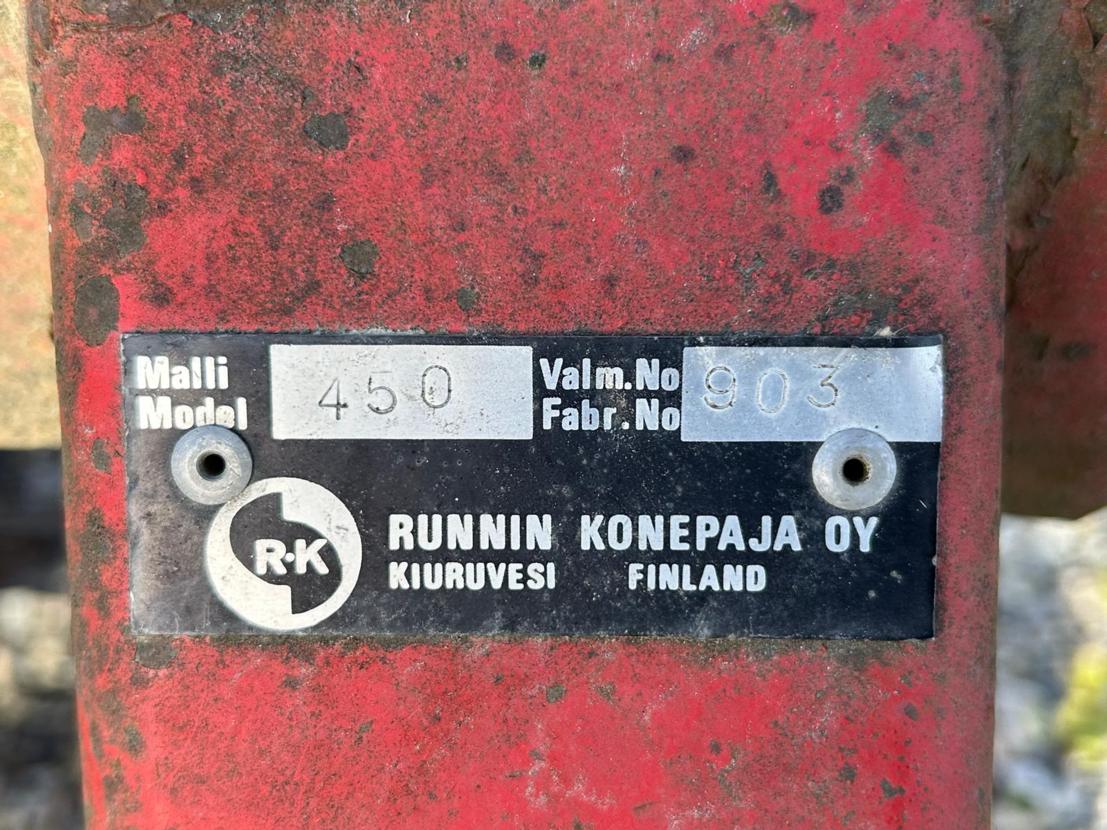 Malli 450 Valm.No 903
Model Fabr.No
R·K
RUNNIN KONEPAJA OY
KIURUVESI FINLAND